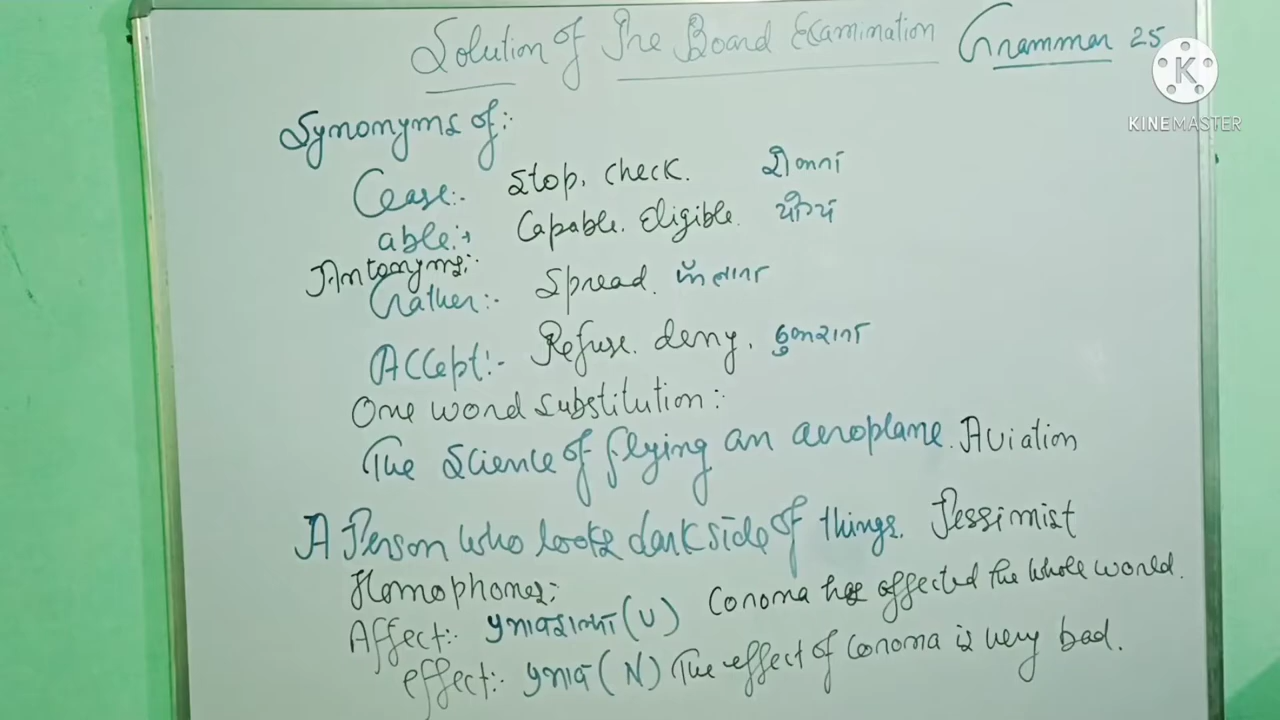 Solution of The Board Examination Grammar 25
KINEMASTER
Synonyms of:
Cease:- Stop, check. रोकना
able:→ Capable. Eligible. योग्य
Antonyms:-
Gather:- Spread. फैलाना
Accept:- Refuse. deny. ठुकराना
One word substitution:
The Science of flying an aeroplane. Aviation
A Person who looks dark side of things. Pessimist
Homophones:
Affect:- (V) Corona has affected the whole world.
effect:- (N) The effect of Corona is very bad.